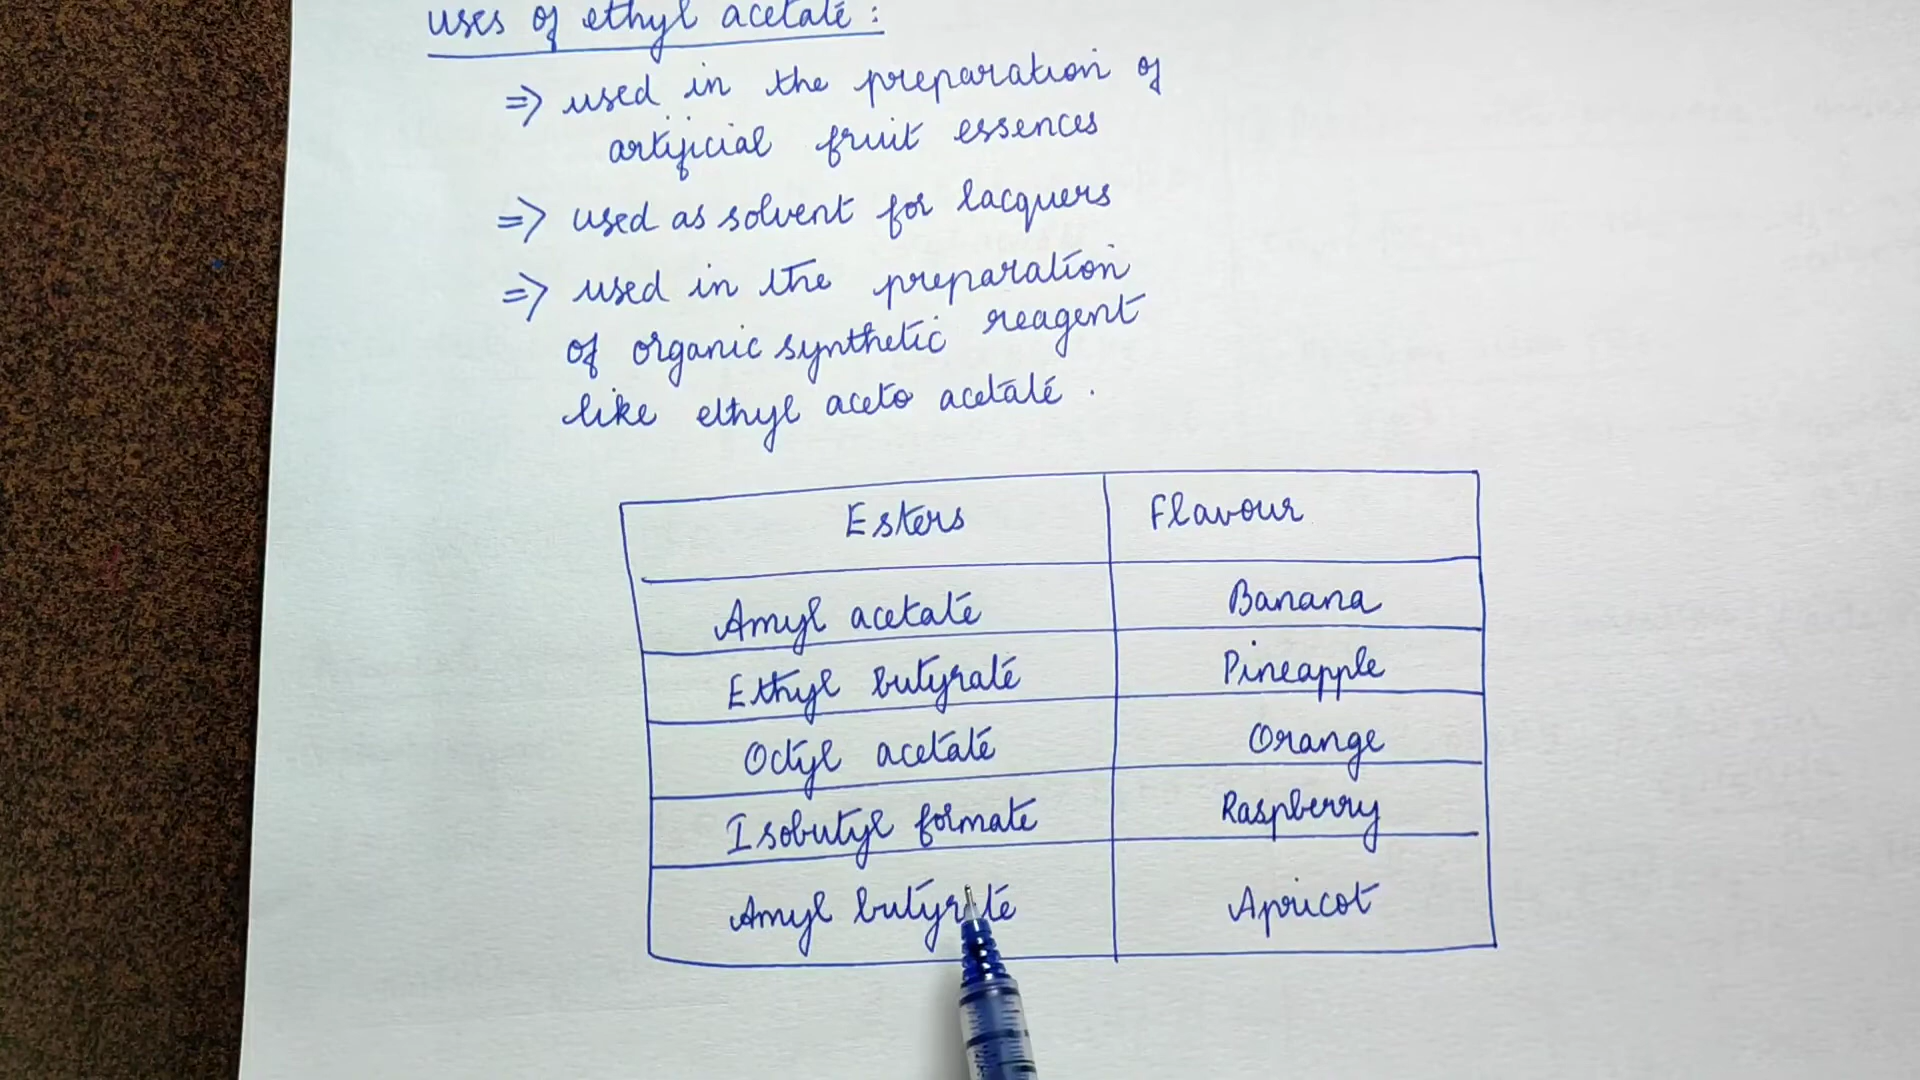 uses of ethyl acetate :
=> used in the preparation of
artificial fruit essences
=> used as solvent for lacquers
=> used in the preparation
of organic synthetic reagent
like ethyl aceto acetate .
Esters Flavour
Amyl acetate Banana
Ethyl butyrate Pineapple
Octyl acetate Orange
Isobutyl formate Raspberry
Amyl butyrate Apricot